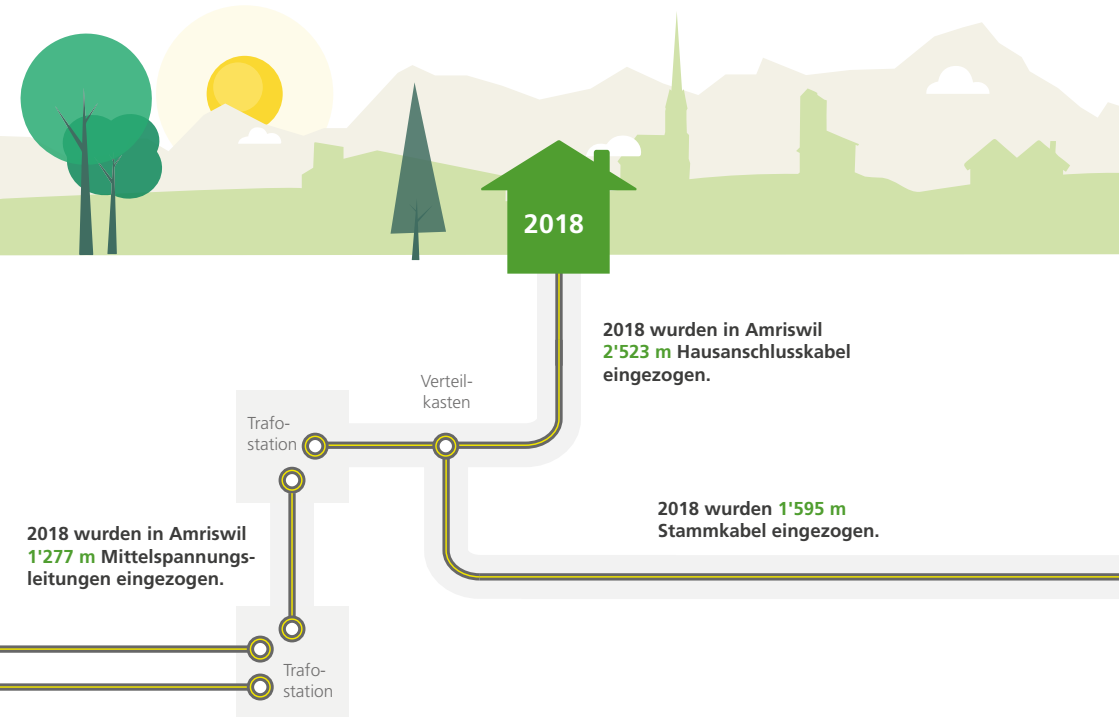 2018
2018 wurden in Amriswil
2'523 m Hausanschlusskabel
eingezogen.
Verteil-
kasten
Trafo-
station
2018 wurden 1'595 m
Stammkabel eingezogen.
2018 wurden in Amriswil
1'277 m Mittelspannungs-
leitungen eingezogen.
Trafo-
station